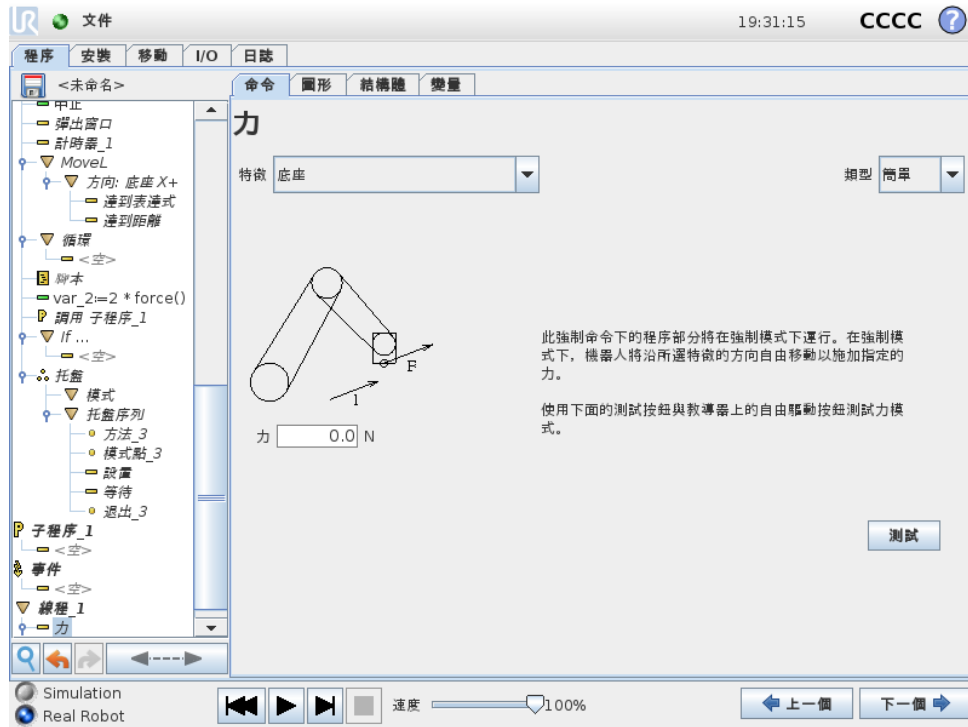 UR 文件 19:31:15 CCCC ?
程序 安裝 移動 I/O 日誌
<未命名> 命令 圖形 結構體 變量
中止
彈出窗口
計時器_1
MoveL
方向: 底座 X+
達到表達式
達到距離
循環
<空>
腳本
var_2:=2 * force()
調用 子程序_1
If ...
<空>
托盤
模式
托盤序列
方法_3
模式點_3
設置
等待
退出_3
子程序_1
<空>
事件
<空>
線程_1
力
力
特徵 底座 類型 簡單
F
1
力 0.0 N
此強制命令下的程序部分將在強制模式下運行。在強制模
式下，機器人將沿所選特徵的方向自由移動以施加指定的
力。
使用下面的測試按鈕與教導器上的自由驅動按鈕測試力模
式。
測試
Simulation
Real Robot
速度 100%
上一個 下一個